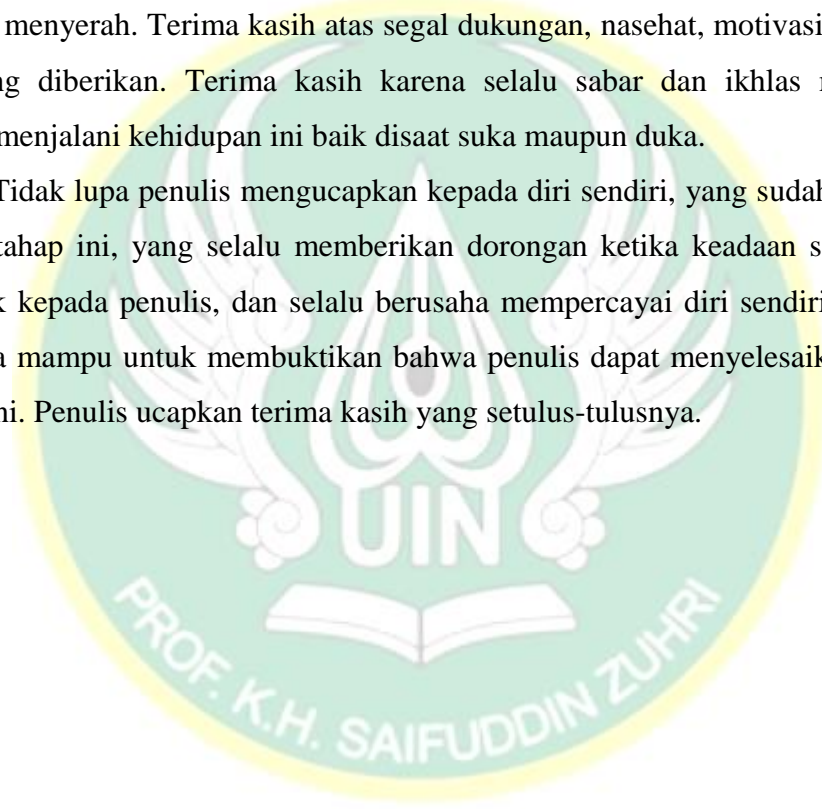 menyerah. Terima kasih atas segal dukungan, nasehat, motivasi
ng diberikan. Terima kasih karena selalu sabar dan ikhlas
menjalani kehidupan ini baik disaat suka maupun duka.
Tidak lupa penulis mengucapkan kepada diri sendiri, yang sudah
tahap ini, yang selalu memberikan dorongan ketika keadaan s
k kepada penulis, dan selalu berusaha mempercayai diri sendiri
a mampu untuk membuktikan bahwa penulis dapat menyelesaik
ni. Penulis ucapkan terima kasih yang setulus-tulusnya.
UIN
PROF. K.H. SAIFUDDIN ZUHRI